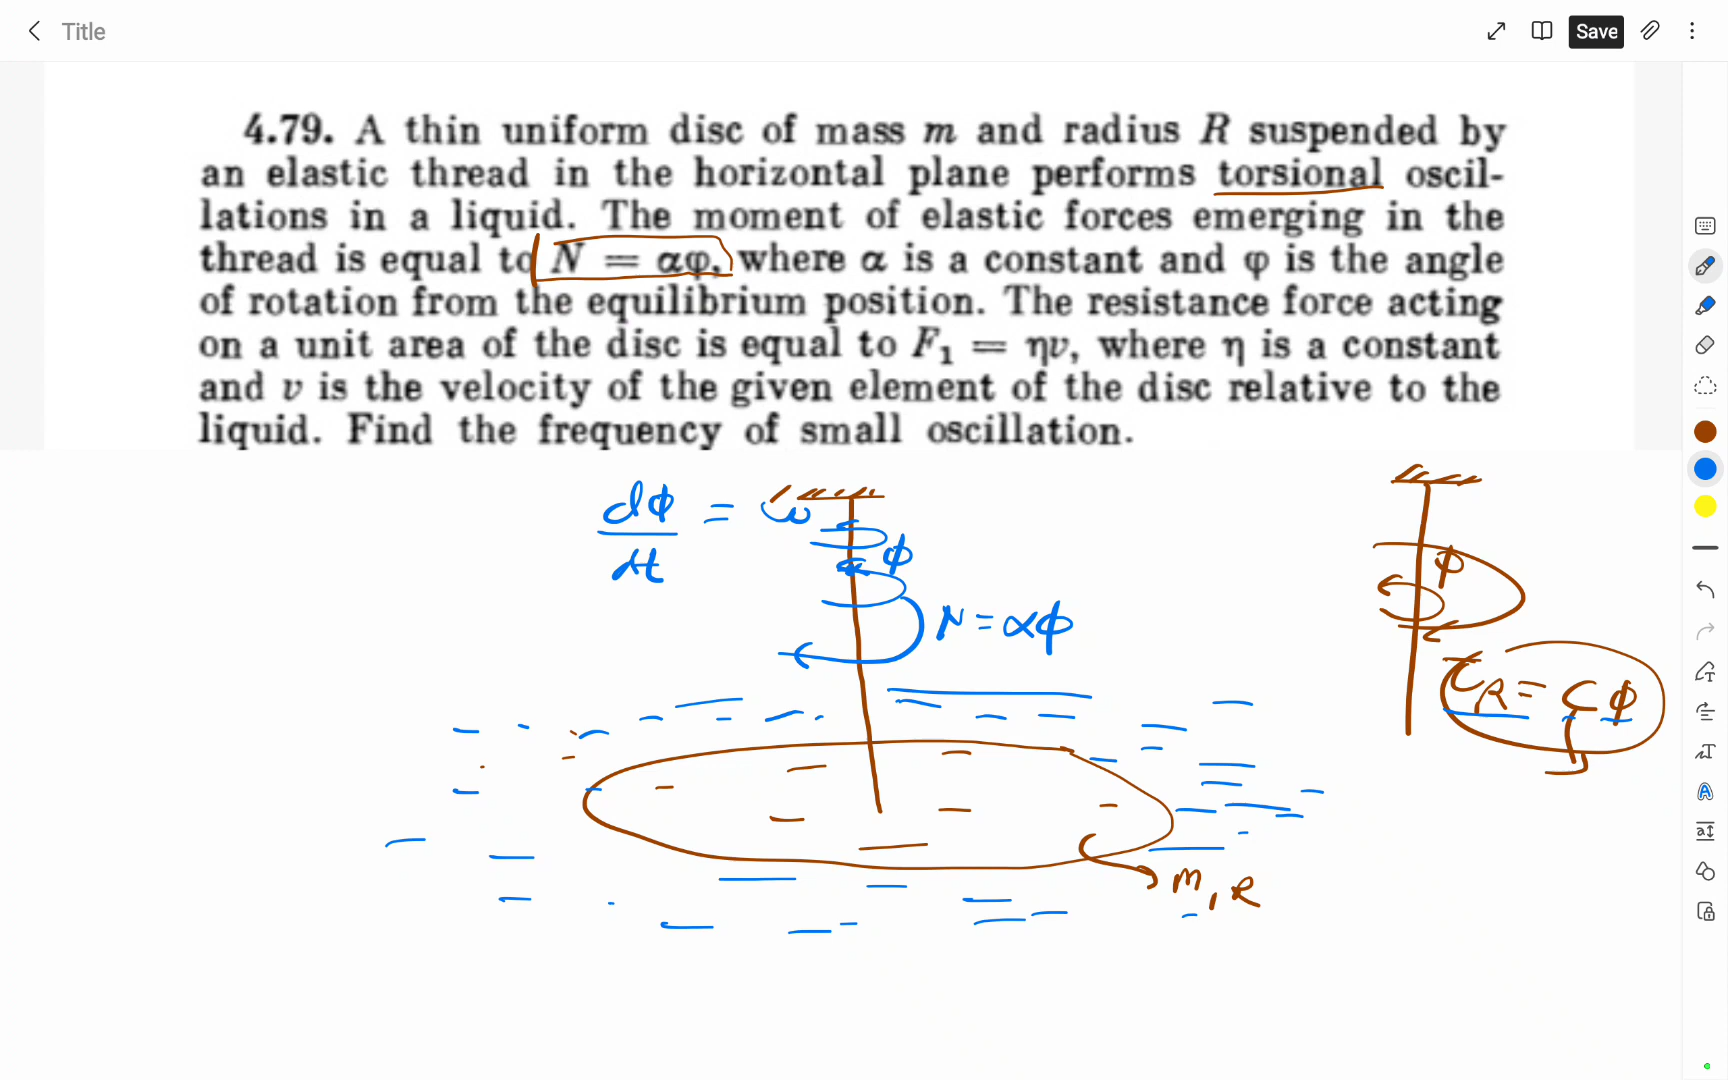 Title
Save
4.79. A thin uniform disc of mass m and radius R suspended by
an elastic thread in the horizontal plane performs torsional oscil-
lations in a liquid. The moment of elastic forces emerging in the
thread is equal to N = αφ, where α is a constant and φ is the angle
of rotation from the equilibrium position. The resistance force acting
on a unit area of the disc is equal to F₁ = ηv, where η is a constant
and v is the velocity of the given element of the disc relative to the
liquid. Find the frequency of small oscillation.
dϕ/dt = ω
ϕ
N = αϕ
ϕ
τ_R = C ϕ
m, R